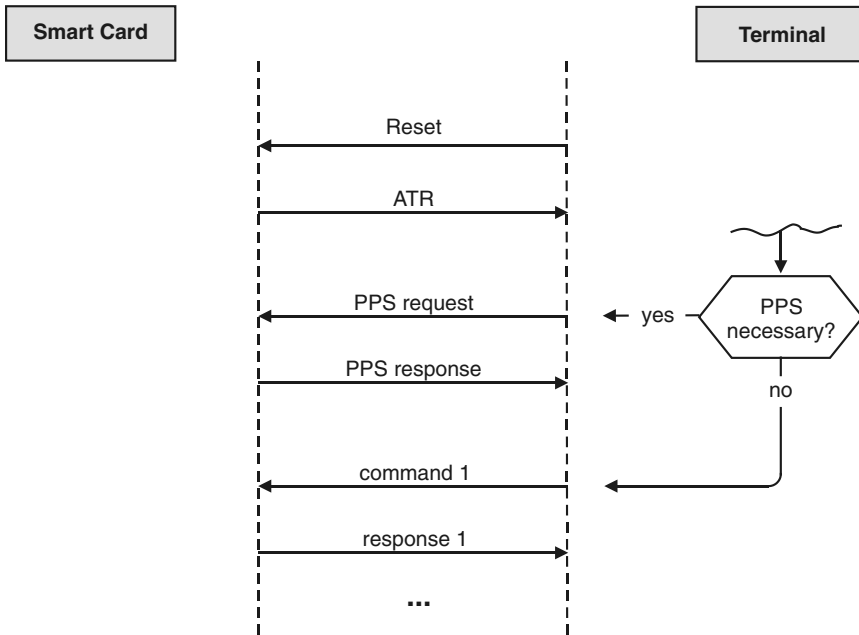 Smart Card
Terminal
Reset
ATR
PPS request
yes
PPS
necessary?
PPS response
no
command 1
response 1
...